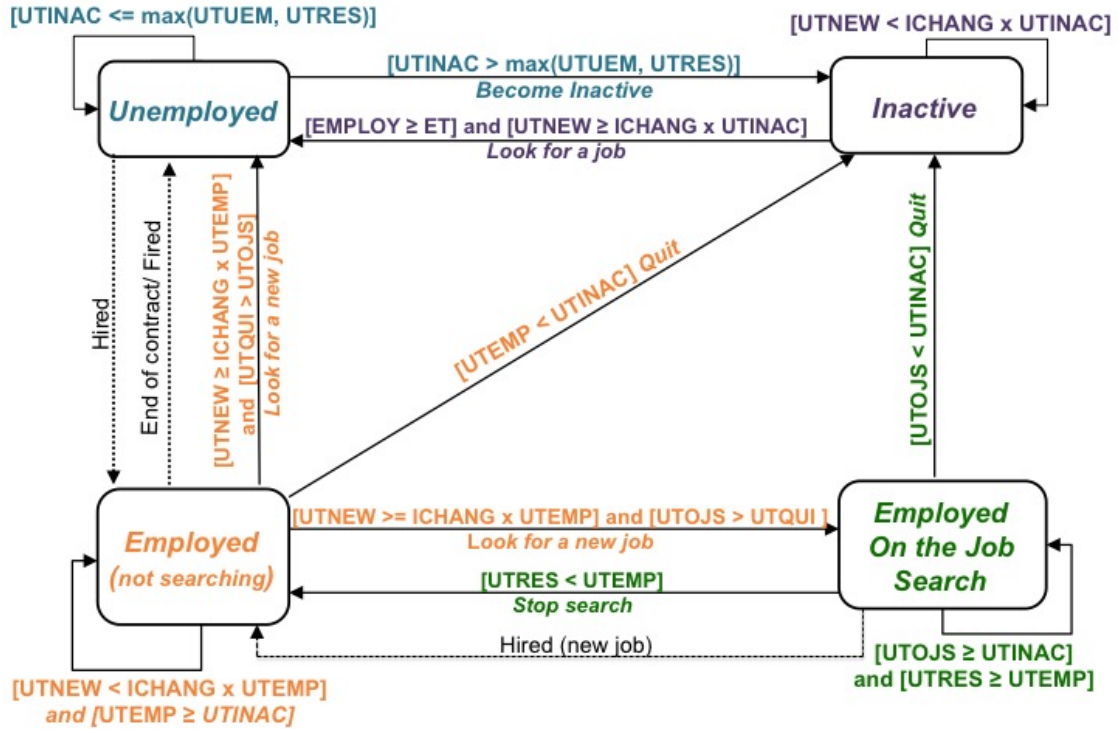 [UTINAC <= max(UTUEM, UTRES)]
[UTNEW < ICHANG x UTINAC]
Unemployed
[UTINAC > max(UTUEM, UTRES)]
Become Inactive
Inactive
[EMPLOY ≥ ET] and [UTNEW ≥ ICHANG x UTINAC]
Look for a job
Hired
End of contract/ Fired
[UTNEW ≥ ICHANG x UTEMP]
and [UTQUI > UTOJS]
Look for a new job
[UTEMP < UTINAC] Quit
[UTOJS < UTINAC] Quit
Employed
(not searching)
[UTNEW >= ICHANG x UTEMP] and [UTOJS > UTQUI ]
Look for a new job
[UTRES < UTEMP]
Stop search
Employed
On the Job
Search
Hired (new job)
[UTNEW < ICHANG x UTEMP]
and [UTEMP ≥ UTINAC]
[UTOJS ≥ UTINAC]
and [UTRES ≥ UTEMP]